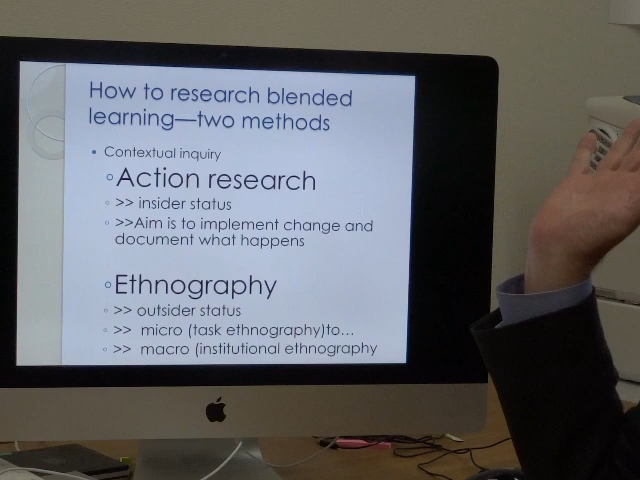 How to research blended
learning—two methods
Contextual inquiry
Action research
>> insider status
>>Aim is to implement change and
document what happens
Ethnography
>> outsider status
>> micro (task ethnography)to...
>> macro (institutional ethnography